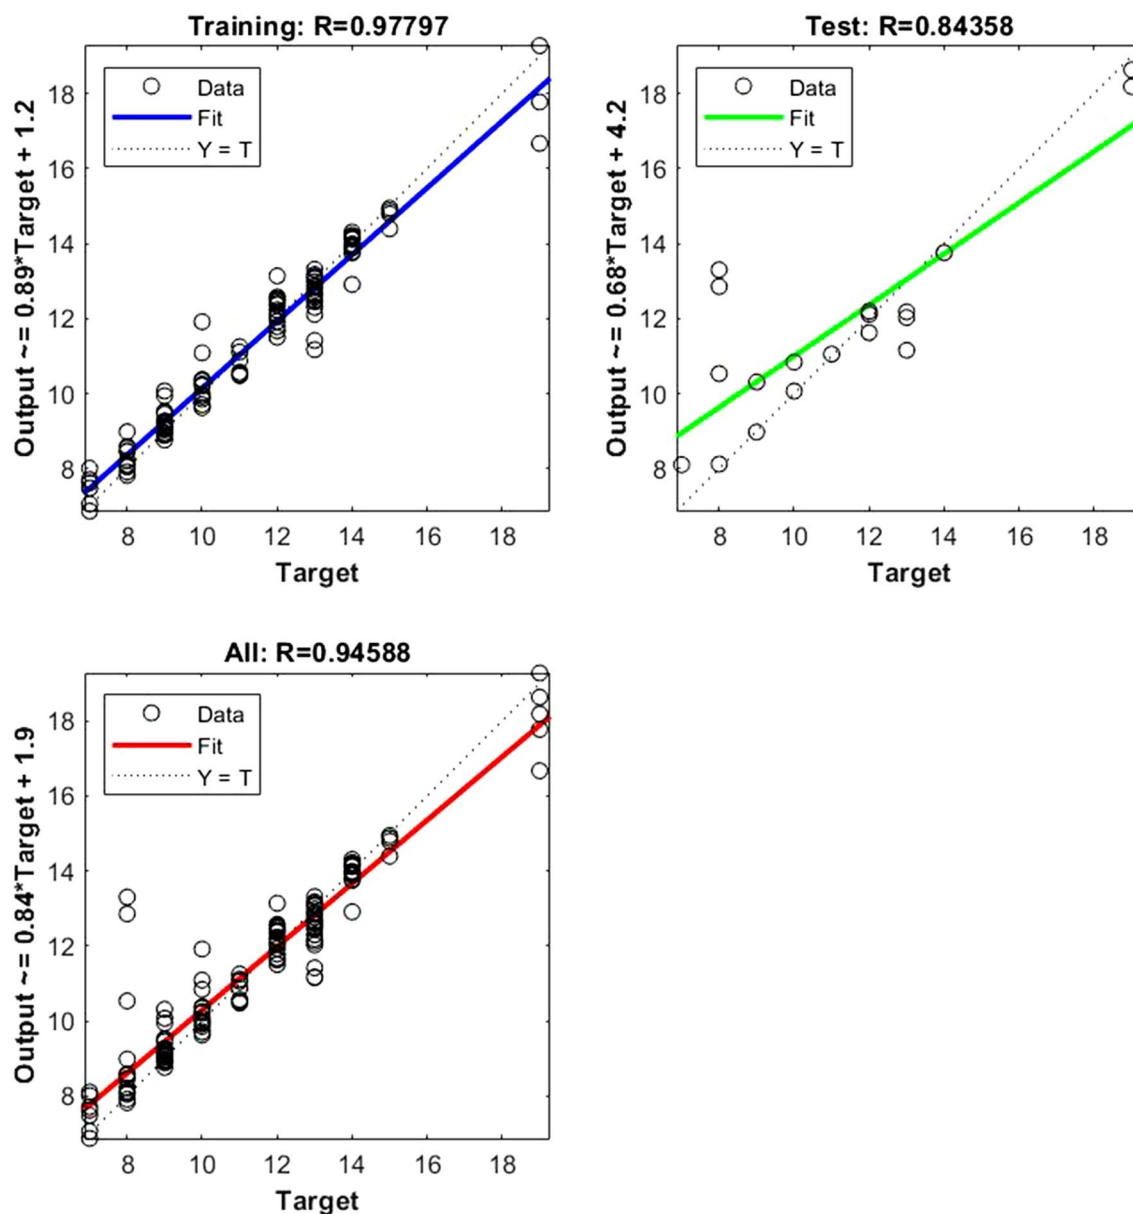 Training: R=0.97797
Output ~= 0.89*Target + 1.2
Data
Fit
Y = T
18
16
14
12
10
8
8 10 12 14 16 18
Target
Test: R=0.84358
Output ~= 0.68*Target + 4.2
Data
Fit
Y = T
18
16
14
12
10
8
8 10 12 14 16 18
Target
All: R=0.94588
Output ~= 0.84*Target + 1.9
Data
Fit
Y = T
18
16
14
12
10
8
8 10 12 14 16 18
Target